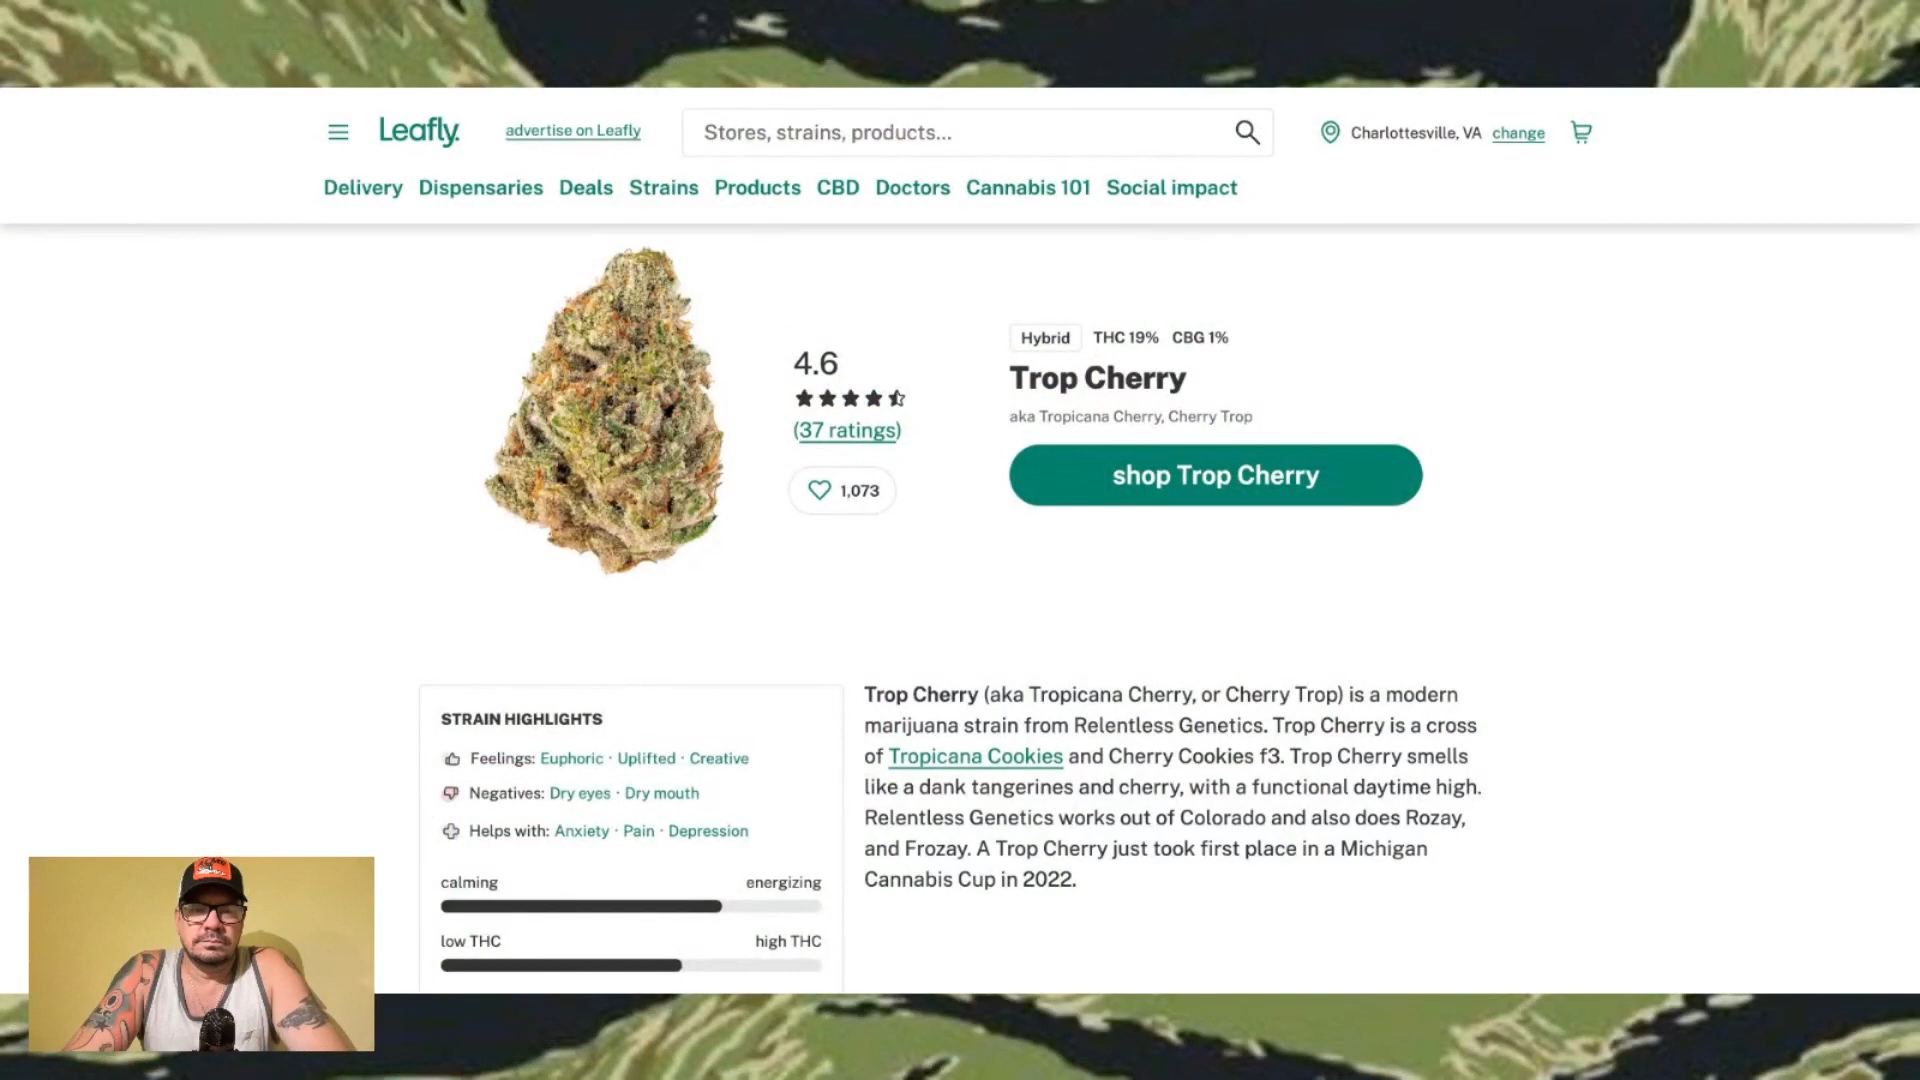 Leafly.
advertise on Leafly
Stores, strains, products...
Charlottesville, VA change
Delivery Dispensaries Deals Strains Products CBD Doctors Cannabis 101 Social impact
4.6
(37 ratings)
1,073
Hybrid THC 19% CBG 1%
Trop Cherry
aka Tropicana Cherry, Cherry Trop
shop Trop Cherry
STRAIN HIGHLIGHTS
Feelings: Euphoric · Uplifted · Creative
Negatives: Dry eyes · Dry mouth
Helps with: Anxiety · Pain · Depression
calming energizing
low THC high THC
Trop Cherry (aka Tropicana Cherry, or Cherry Trop) is a modern
marijuana strain from Relentless Genetics. Trop Cherry is a cross
of Tropicana Cookies and Cherry Cookies f3. Trop Cherry smells
like a dank tangerines and cherry, with a functional daytime high.
Relentless Genetics works out of Colorado and also does Rozay,
and Frozay. A Trop Cherry just took first place in a Michigan
Cannabis Cup in 2022.